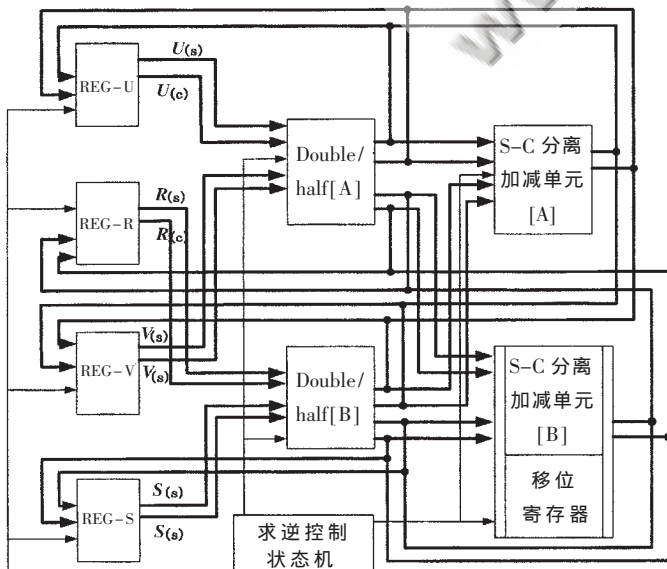 U(s)
REG-U
U(c)
Double/
half[A]
S-C 分离
加减单元
[A]
R(s)
REG-R
R(c)
V(s)
REG-V
V(s)
Double/
half[B]
S-C 分离
加减单元
[B]
移位
寄存器
S(s)
REG-S
S(s)
求逆控制
状态机